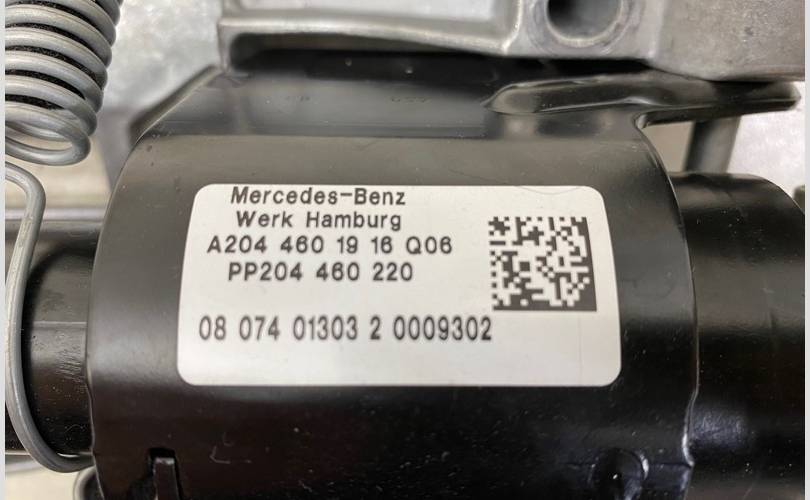 Mercedes-Benz
Werk Hamburg
A204 460 19 16 Q06
PP204 460 220
08 074 01303 2 0009302